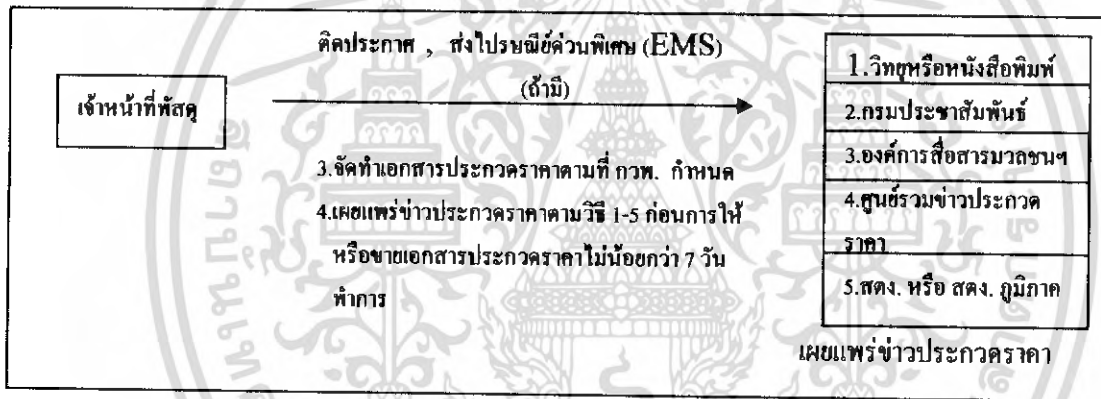 เจ้าหน้าที่พัสดุ
ติดประกาศ , ส่งไปรษณีย์ด่วนพิเศษ (EMS)
(ถ้ามี)
3.จัดทำเอกสารประกวดราคาตามที่ กวพ. กำหนด
4.เผยแพร่ข่าวประกวดราคาตามวิธี 1-5 ก่อนการให้
หรือขายเอกสารประกวดราคาไม่น้อยกว่า 7 วัน
ทำการ
1.วิทยุหรือหนังสือพิมพ์
2.กรมประชาสัมพันธ์
3.องค์การสื่อสารมวลชนฯ
4.ศูนย์รวมข่าวประกวด
ราคา
5.สตง. หรือ สตง. ภูมิภาค
เผยแพร่ข่าวประกวดราคา